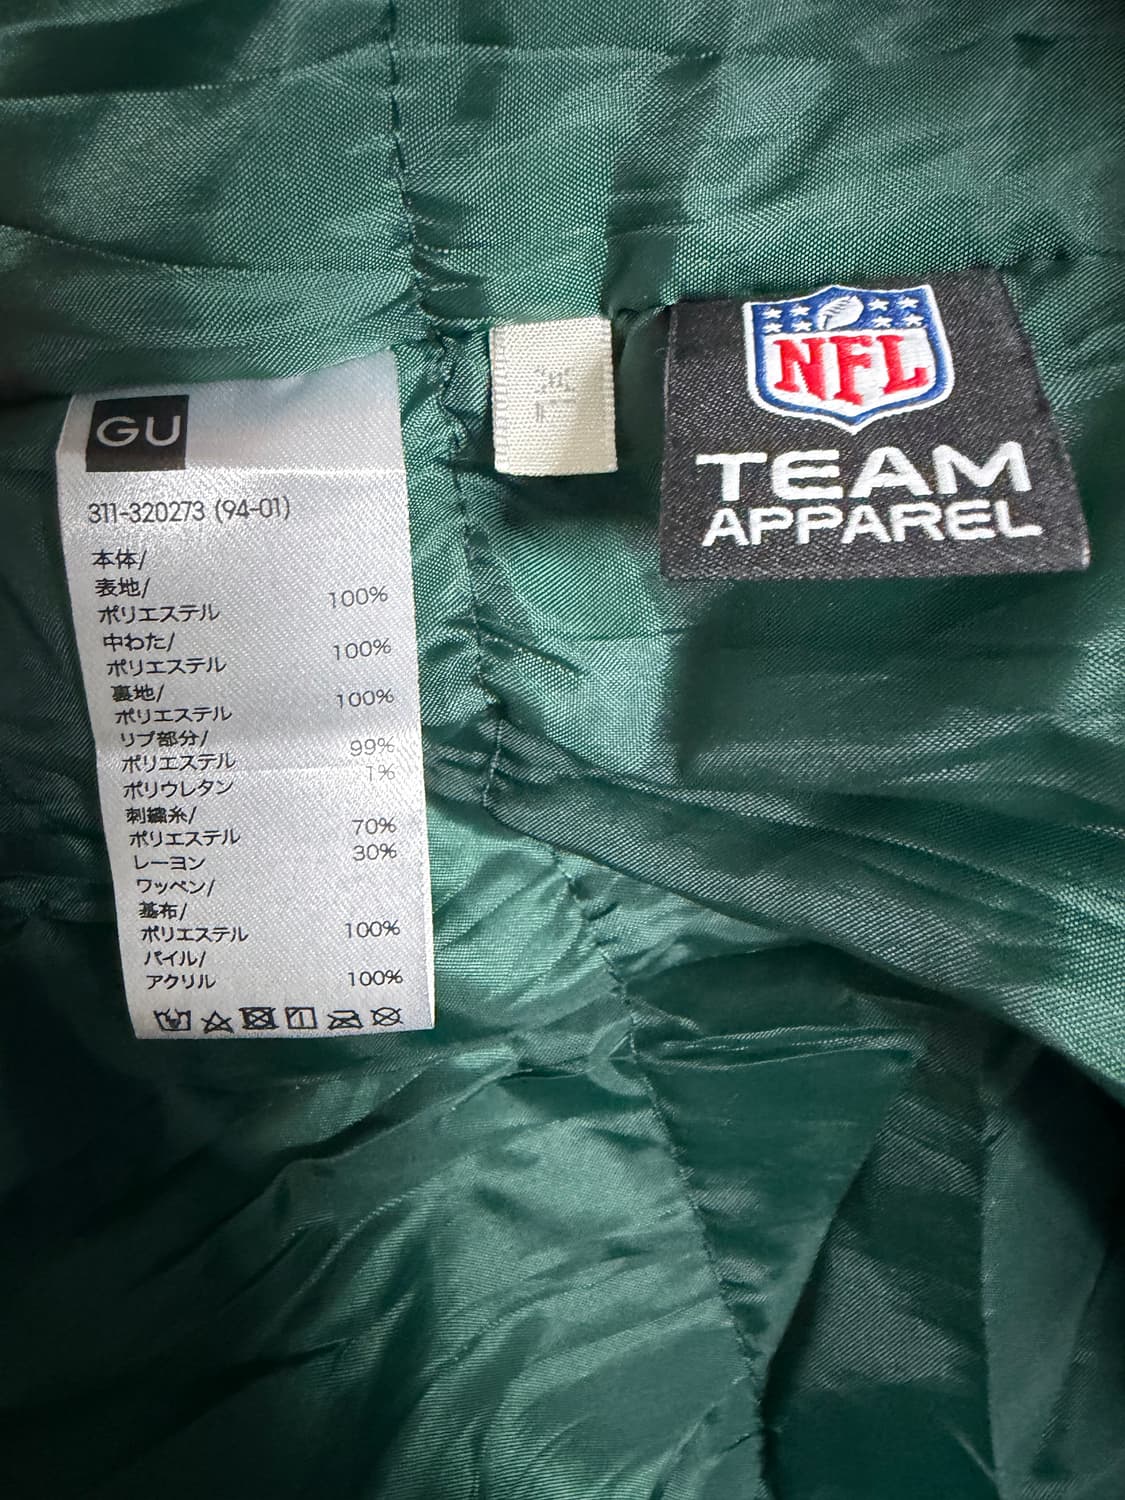 GU
311-320273 (94-01)
本体/
表地/
ポリエステル 100%
中わた/
ポリエステル 100%
裏地/
ポリエステル 100%
リブ部分/
ポリエステル 99%
ポリウレタン 1%
刺繍糸/
ポリエステル 70%
レーヨン 30%
ワッペン/
基布/
ポリエステル 100%
パイル/
アクリル 100%
NFL
TEAM
APPAREL